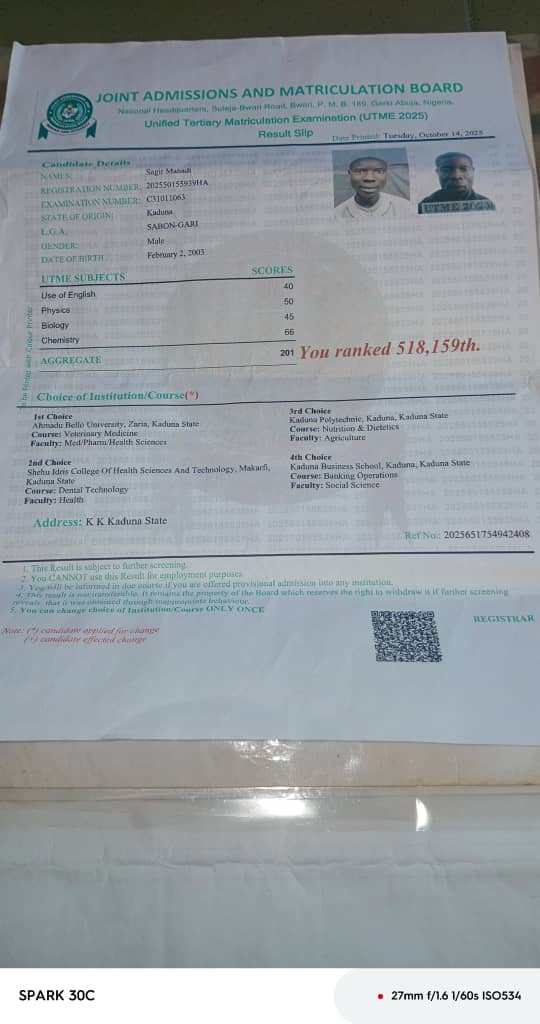 JOINT ADMISSIONS AND MATRICULATION BOARD
National Headquarters, Suleja-Bwari Road, Bwari, P. M. B. 189, Garki Abuja, Nigeria.
Unified Tertiary Matriculation Examination (UTME 2025)
Result Slip
Date Printed: Tuesday, October 14, 2025
Candidate Details
NAMES: Sagir Mahadi
REGISTRATION NUMBER: 202550155939HA
EXAMINATION NUMBER: C31011063
STATE OF ORIGIN: Kaduna
L.G.A. SABON-GARI
GENDER: Male
DATE OF BIRTH: February 2, 2005
UTME
UTME SUBJECTS SCORES
Use of English 40
Physics 50
Biology 45
Chemistry 66
AGGREGATE 201 You ranked 518,159th.
Choice of Institution/Course(*)
1st Choice
Ahmadu Bello University, Zaria, Kaduna State
Course: Veterinary Medicine
Faculty: Med/Pharm/Health Sciences
3rd Choice
Kaduna Polytechnic, Kaduna, Kaduna State
Course: Nutrition & Dietetics
Faculty: Agriculture
2nd Choice
Shehu Idris College Of Health Sciences And Technology, Makarfi,
Kaduna State
Course: Dental Technology
Faculty: Health
4th Choice
Kaduna Business School, Kaduna, Kaduna State
Course: Banking Operations
Faculty: Social Science
Address: K K Kaduna State
Ref No: 2025651754942408
1. This Result is subject to further screening.
2. You CANNOT use this Result for employment purposes.
3. You will be informed in due course if you are offered provisional admission into any institution.
4. This result is not transferable. It remains the property of the Board which reserves the right to withdraw it if further screening
reveals that it was obtained through inappropriate behaviour.
5. You can change choice of Institution/Course ONLY ONCE
REGISTRAR
Note: (*) candidate applied for change
(+) candidate effected change
SPARK 30C
27mm f/1.6 1/60s ISO534